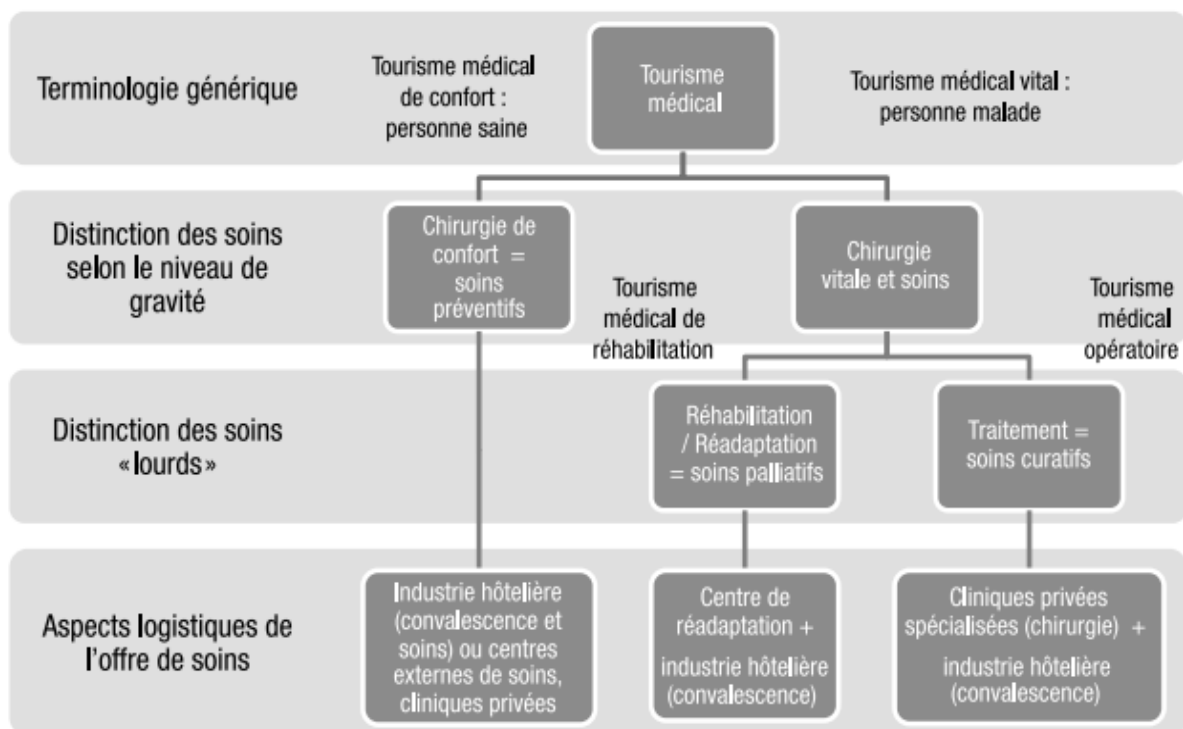 Terminologie générique
Tourisme médical
de confort :
personne saine
Tourisme
médical
Tourisme médical vital :
personne malade
Distinction des soins
selon le niveau de
gravité
Chirurgie de
confort =
soins
préventifs
Chirurgie
vitale et soins
Tourisme
médical de
réhabilitation
Tourisme
médical
opératoire
Distinction des soins
«lourds»
Réhabilitation
/ Réadaptation
= soins palliatifs
Traitement =
soins curatifs
Aspects logistiques de
l'offre de soins
Industrie hôtelière
(convalescence et
soins) ou centres
externes de soins,
cliniques privées
Centre de
réadaptation +
industrie hôtelière
(convalescence)
Cliniques privées
spécialisées (chirurgie) +
industrie hôtelière
(convalescence)